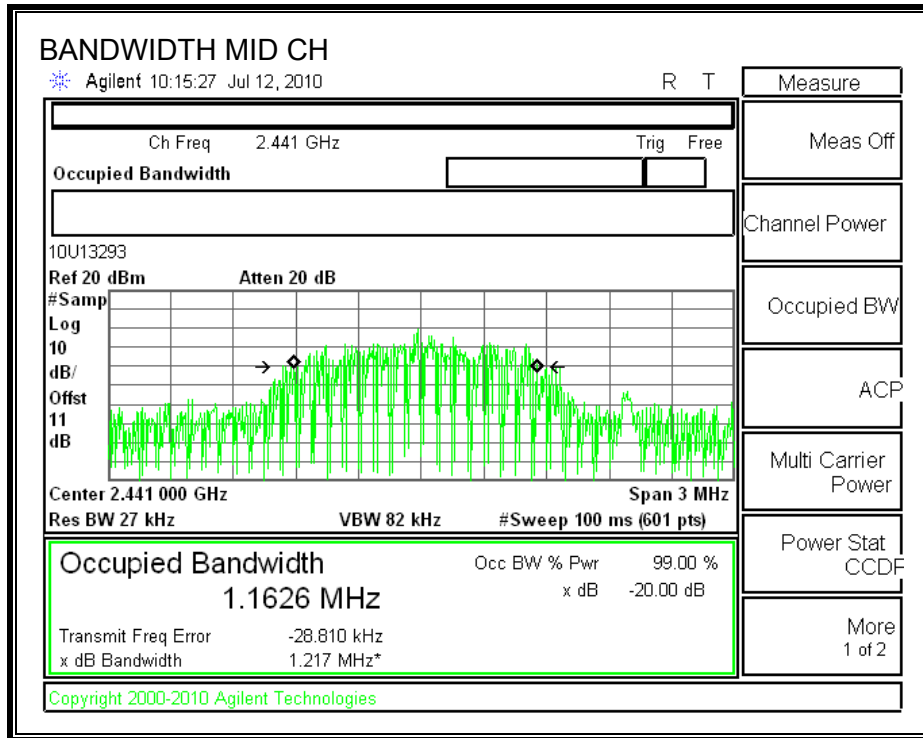 BANDWIDTH MID CH
Agilent 10:15:27 Jul 12, 2010 R T
Measure
Ch Freq 2.441 GHz Trig Free
Meas Off
Occupied Bandwidth
Channel Power
10U13293
Ref 20 dBm Atten 20 dB
#Samp
Log
10
dB/
Offst
11
dB
Occupied BW
ACP
Multi Carrier
Power
Center 2.441 000 GHz Span 3 MHz
Res BW 27 kHz VBW 82 kHz #Sweep 100 ms (601 pts)
Power Stat
CCDF
Occupied Bandwidth Occ BW % Pwr 99.00 %
1.1626 MHz x dB -20.00 dB
Transmit Freq Error -28.810 kHz
x dB Bandwidth 1.217 MHz*
More
1 of 2
Copyright 2000-2010 Agilent Technologies